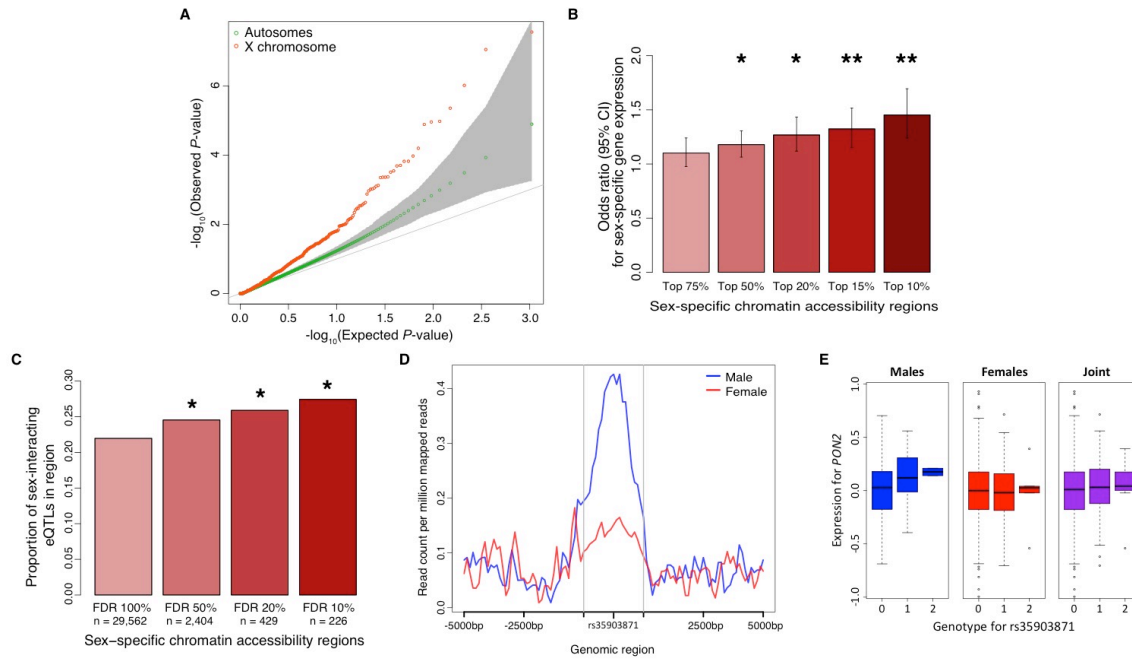 A
Autosomes
X chromosome
-log10(Observed P-value)
6
4
2
0
0.0 0.5 1.0 1.5 2.0 2.5 3.0
-log10(Expected P-value)
B
Odds ratio (95% CI)
for sex-specific gene expression
2.0
1.5
1.0
0.5
0.0
* * ** **
Top 75% Top 50% Top 20% Top 15% Top 10%
Sex-specific chromatin accessibility regions
C
Proportion of sex-interacting
eQTLs in region
0.30
0.25
0.20
0.15
0.10
0.05
0.00
* * *
FDR 100% FDR 50% FDR 20% FDR 10%
n = 29,562 n = 2,404 n = 429 n = 226
Sex–specific chromatin accessibility regions
D
Male
Female
Read count per million mapped reads
0.4
0.3
0.2
0.1
0.0
-5000bp -2500bp rs35903871 2500bp 5000bp
Genomic region
E
Males Females Joint
Expression for PON2
1.0
0.5
0.0
-0.5
-1.0
0 1 2 0 1 2 0 1 2
Genotype for rs35903871